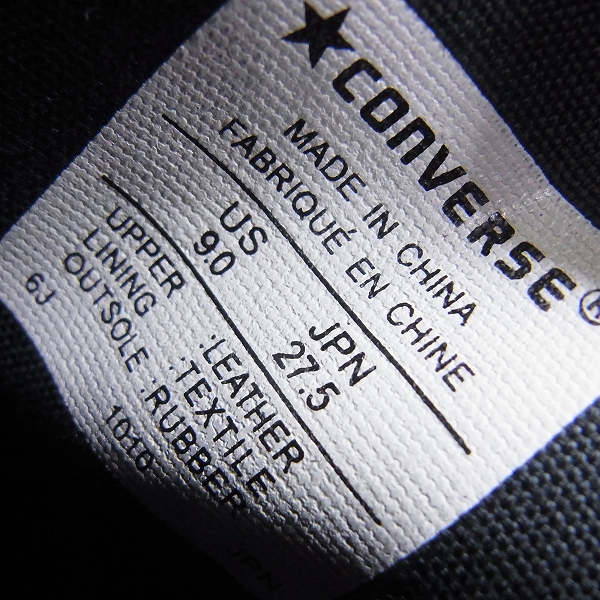 ★CONVERSE®
MADE IN CHINA
FABRIQUÉ EN CHINE
US JPN
9.0 27.5
UPPER :LEATHER
LINING :TEXTILE
OUTSOLE :RUBBER
6J 1010
JPN